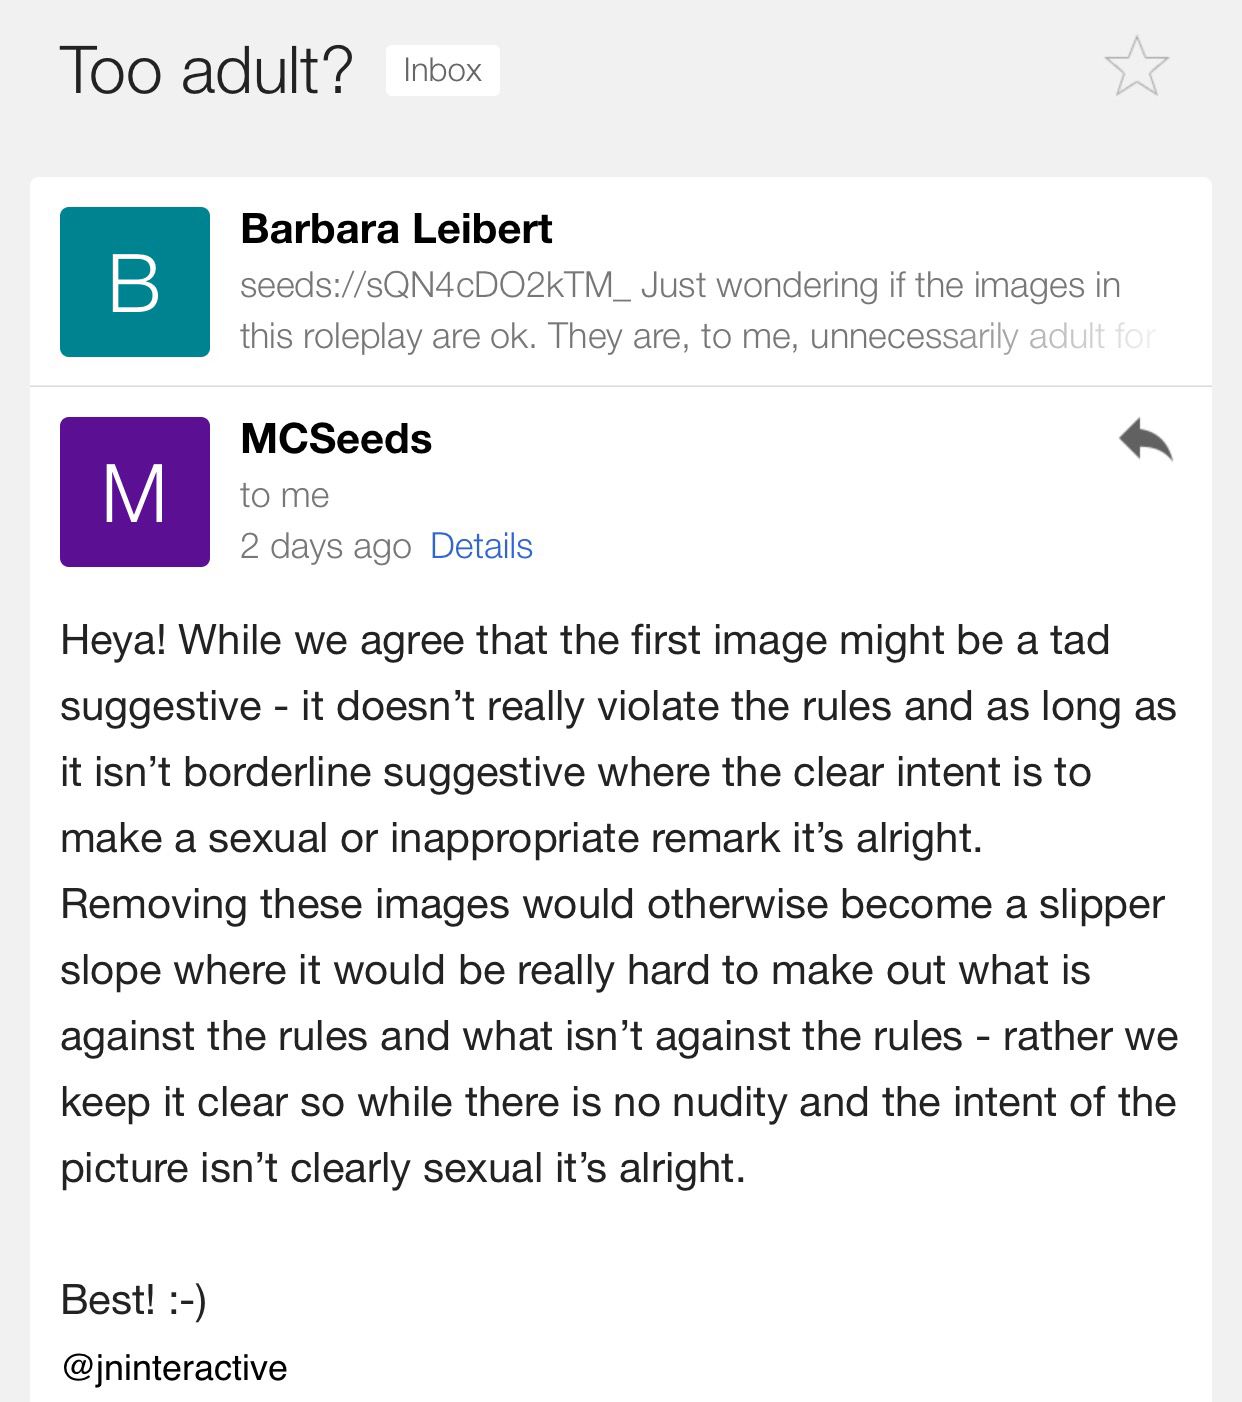 Too adult? Inbox
B
Barbara Leibert
seeds://sQN4cDO2kTM_ Just wondering if the images in
this roleplay are ok. They are, to me, unnecessarily adult for
M
MCSeeds
to me
2 days ago Details
Heya! While we agree that the first image might be a tad
suggestive - it doesn’t really violate the rules and as long as
it isn’t borderline suggestive where the clear intent is to
make a sexual or inappropriate remark it’s alright.
Removing these images would otherwise become a slipper
slope where it would be really hard to make out what is
against the rules and what isn’t against the rules - rather we
keep it clear so while there is no nudity and the intent of the
picture isn’t clearly sexual it’s alright.
Best! :-)
@jninteractive